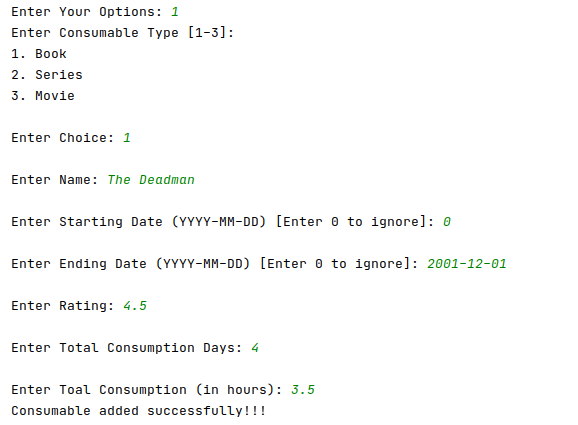 Enter Your Options: 1
Enter Consumable Type [1-3]:
1. Book
2. Series
3. Movie
Enter Choice: 1
Enter Name: The Deadman
Enter Starting Date (YYYY-MM-DD) [Enter 0 to ignore]: 0
Enter Ending Date (YYYY-MM-DD) [Enter 0 to ignore]: 2001-12-01
Enter Rating: 4.5
Enter Total Consumption Days: 4
Enter Toal Consumption (in hours): 3.5
Consumable added successfully!!!